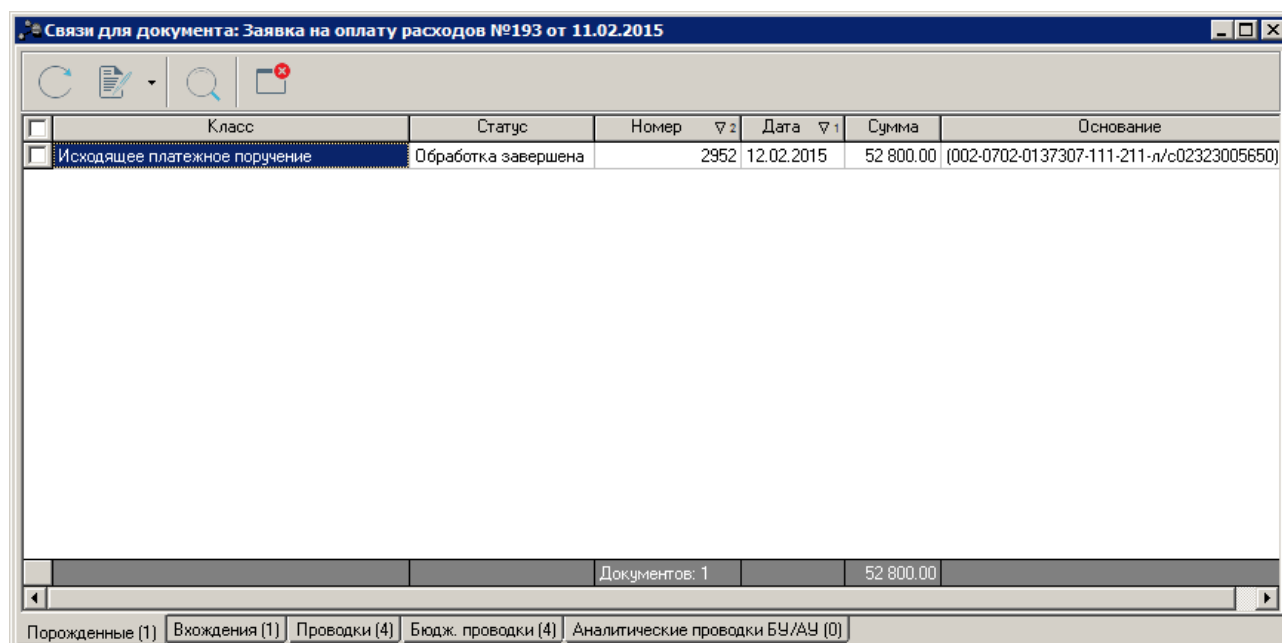 Связи для документа: Заявка на оплату расходов №193 от 11.02.2015
Класс Статус Номер 2 Дата 1 Сумма Основание
Исходящее платежное поручение Обработка завершена 2952 12.02.2015 52 800.00 (002-0702-0137307-111-211-л/с02323005650)
Документов: 1 52 800.00
Порожденные (1) Вхождения (1) Проводки (4) Бюдж. проводки (4) Аналитические проводки БУ/АУ (0)